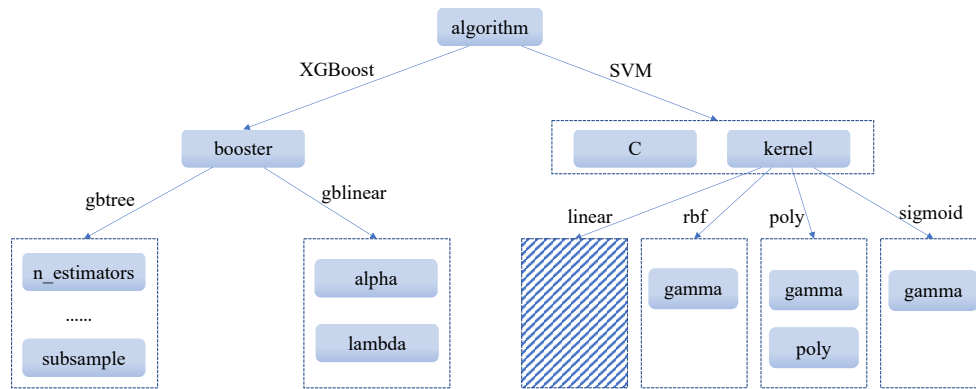 algorithm
XGBoost SVM
booster C kernel
gbtree gblinear linear rbf poly sigmoid
n_estimators alpha gamma gamma gamma
......
subsample lambda poly